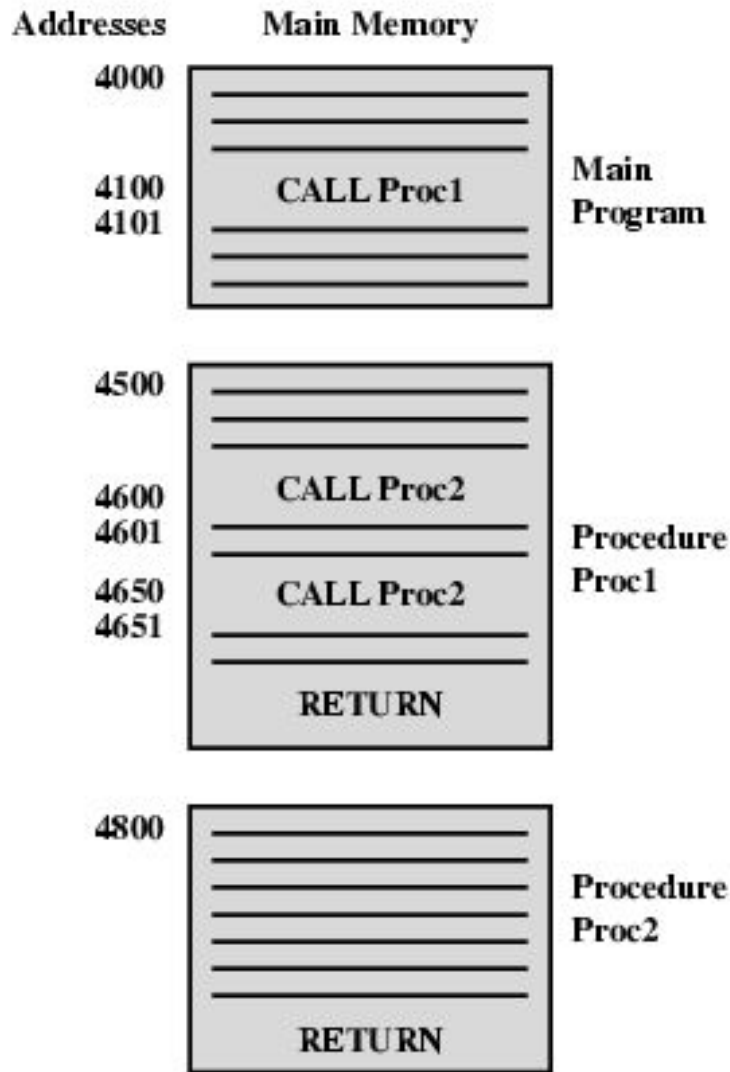 Addresses Main Memory
4000
4100 CALL Proc1
4101
Main
Program
4500
4600 CALL Proc2
4601
4650 CALL Proc2
4651
RETURN
Procedure
Proc1
4800
RETURN
Procedure
Proc2